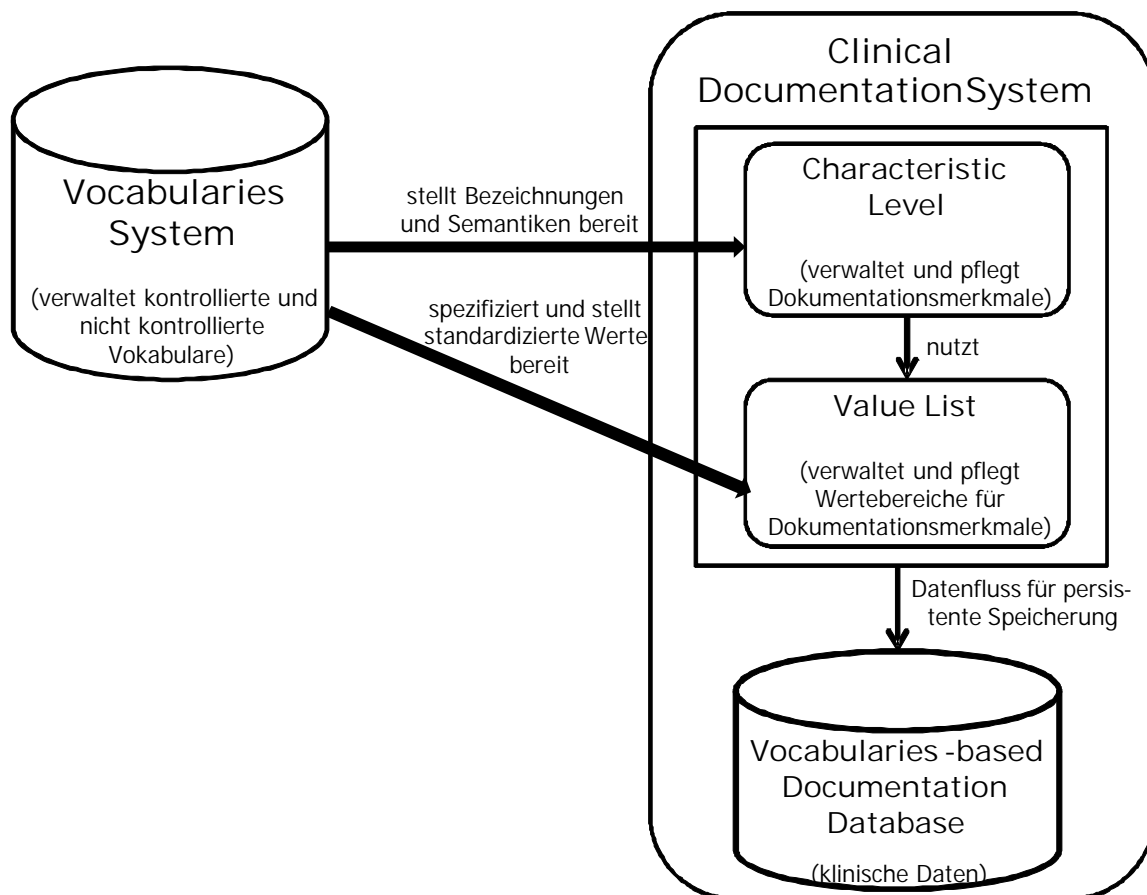 Clinical
DocumentationSystem
Vocabularies
System
(verwaltet kontrollierte und
nicht kontrollierte
Vokabulare)
stellt Bezeichnungen
und Semantiken bereit
spezifiziert und stellt
standardizierte Werte
bereit
Characteristic
Level
(verwaltet und pflegt
Dokumentationsmerkmale)
nutzt
Value List
(verwaltet und pflegt
Wertebereiche für
Dokumentationsmerkmale)
Datenfluss für persis-
tente Speicherung
Vocabularies -based
Documentation
Database
(klinische Daten)